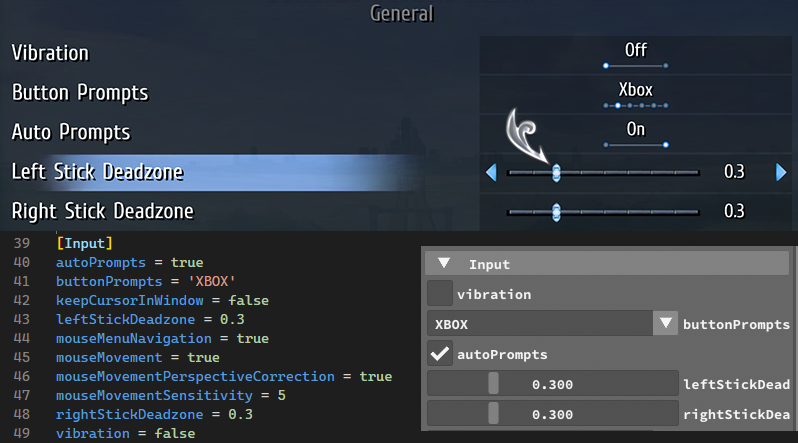 General
Vibration Off
Button Prompts Xbox
Auto Prompts On
Left Stick Deadzone 0.3
Right Stick Deadzone 0.3
39 [Input]
40 autoPrompts = true
41 buttonPrompts = 'XBOX'
42 keepCursorInWindow = false
43 leftStickDeadzone = 0.3
44 mouseMenuNavigation = true
45 mouseMovement = true
46 mouseMovementPerspectiveCorrection = true
47 mouseMovementSensitivity = 5
48 rightStickDeadzone = 0.3
49 vibration = false
Input
vibration
XBOX buttonPrompts
autoPrompts
0.300 leftStickDead
0.300 rightStickDea